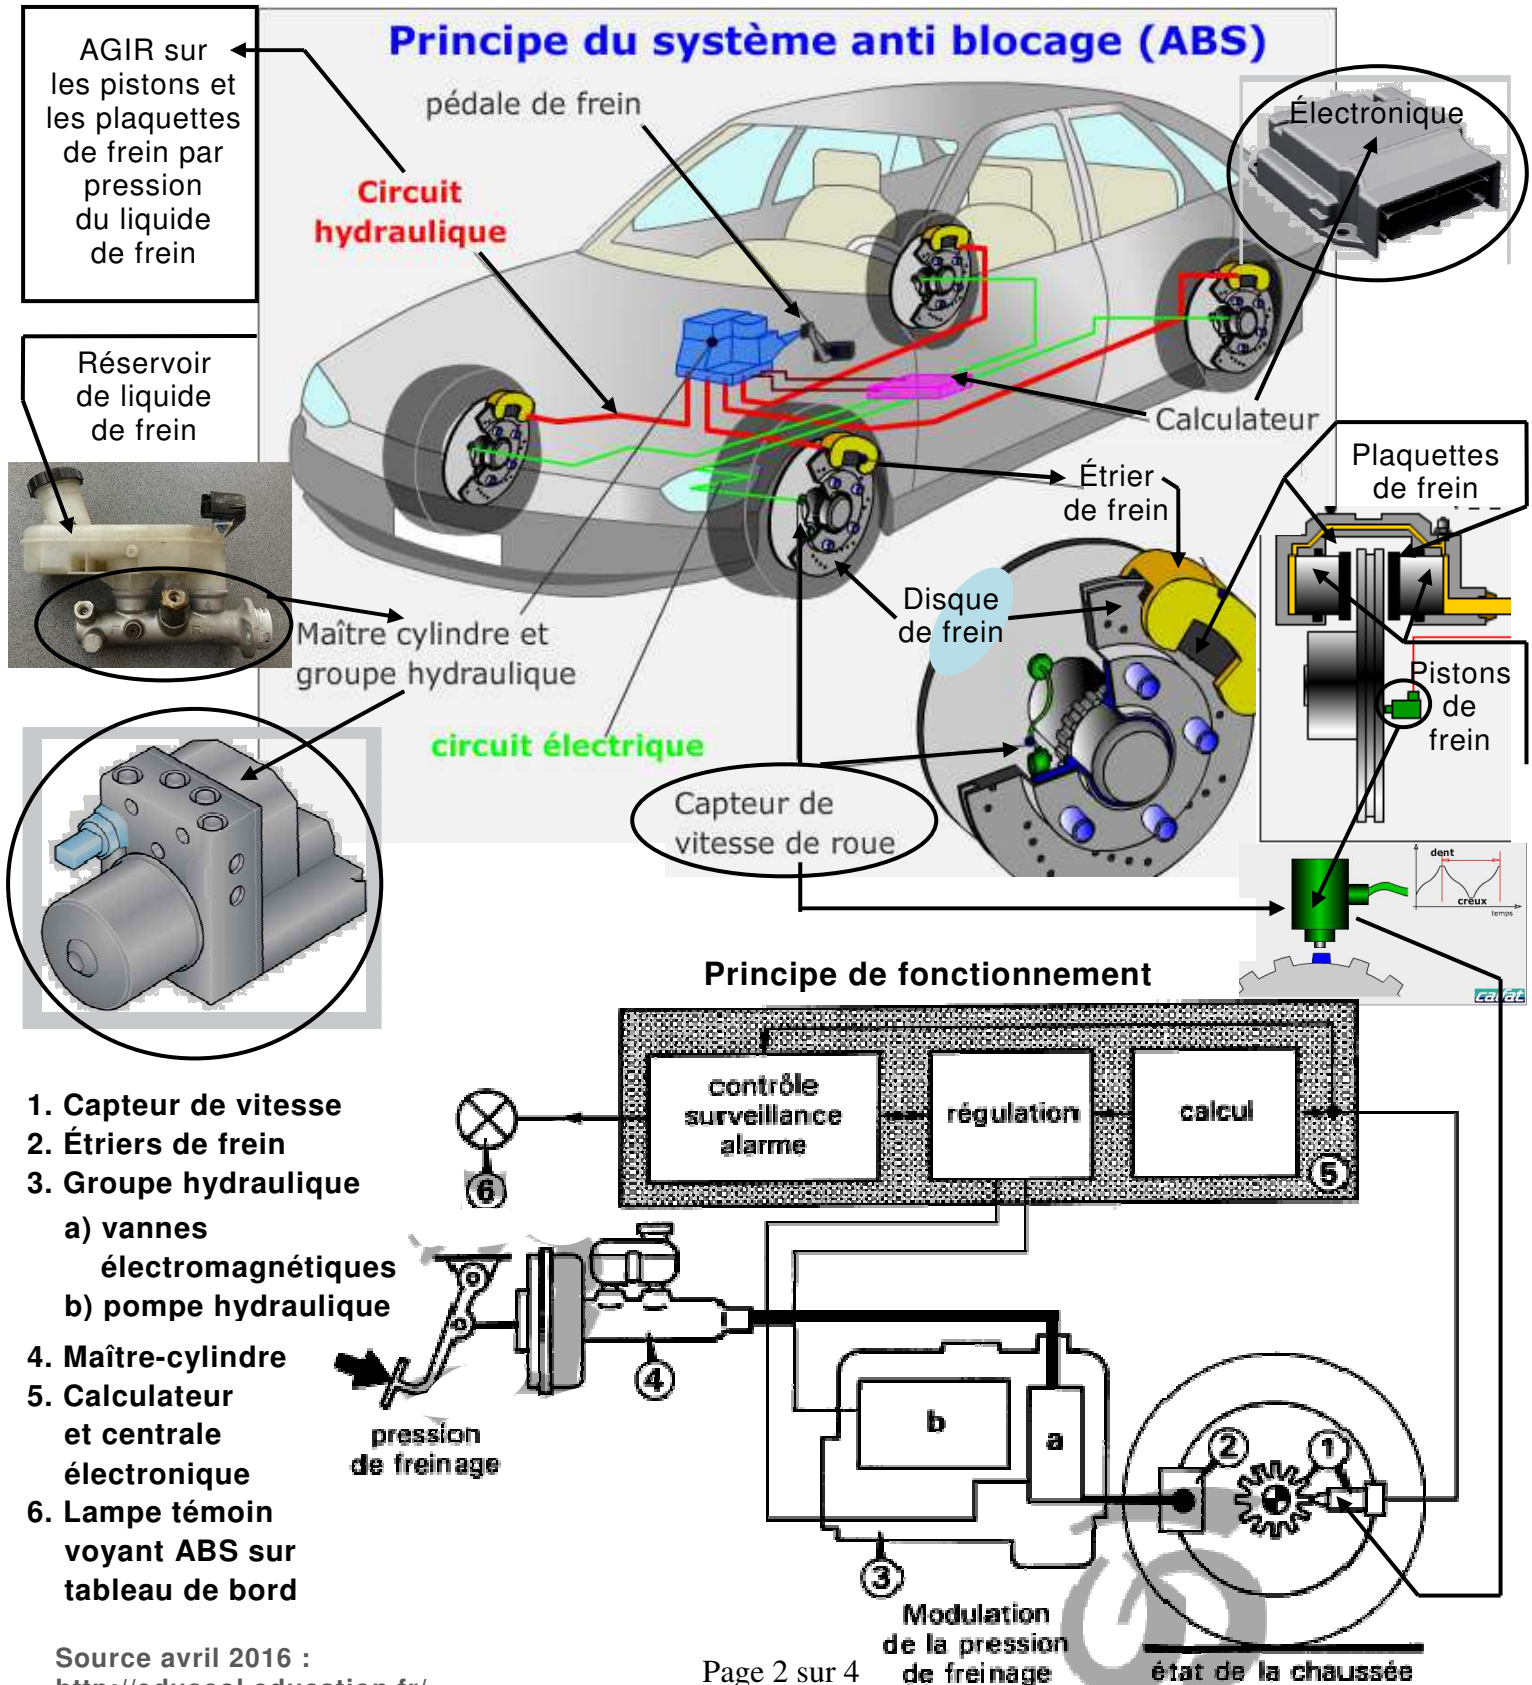 Principe du système anti blocage (ABS)
AGIR sur
les pistons et
les plaquettes
de frein par
pression
du liquide
de frein
pédale de frein
Électronique
Circuit
hydraulique
Réservoir
de liquide
de frein
Calculateur
Étrier
de frein
Plaquettes
de frein
Disque
de frein
Maître cylindre et
groupe hydraulique
Pistons
de
frein
circuit électrique
Capteur de
vitesse de roue
dent
creux
temps
Principe de fonctionnement
contrôle
surveillance
alarme
régulation
calcul
5
6
1. Capteur de vitesse
2. Étriers de frein
3. Groupe hydraulique
a) vannes
électromagnétiques
b) pompe hydraulique
4. Maître-cylindre
5. Calculateur
et centrale
électronique
6. Lampe témoin
voyant ABS sur
tableau de bord
4
pression
de freinage
b
a
2
1
3
Modulation
de la pression
de freinage
état de la chaussée
Source avril 2016 :
Page 2 sur 4